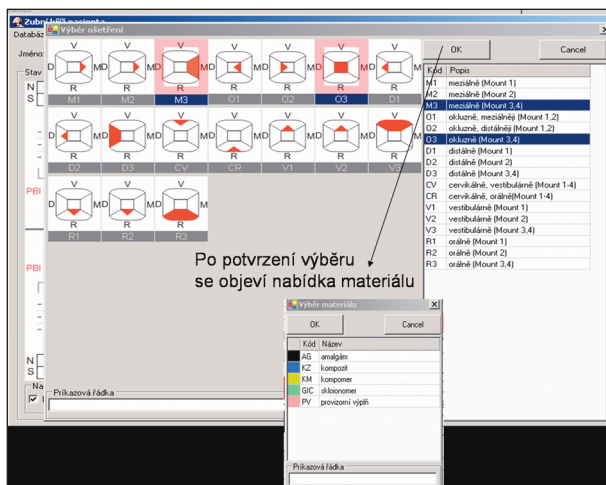 Zubní kříž pacienta
Výběr ošetření
Databáz
Jméno:
Stav
N
S
PBI
PBI
N
S
Na
OK
Cancel
V V V V V V V
D M D M D M D M D M D M D M
R R R R R R R
M1 M2 M3 O1 O2 O3 D1
V V V V V V V
D M D M D M D M D M D M D M
R R R R R R R
D2 D3 CV CR V1 V2 V3
V V V
D M D M D M
R R R
R1 R2 R3
Kód Popis
M1 meziálně (Mount 1)
M2 meziálně (Mount 2)
M3 meziálně (Mount 3,4)
O1 okluzně, meziálněji (Mount 1,2)
O2 okluzně, distálněji (Mount 1,2)
O3 okluzně (Mount 3,4)
D1 distálně (Mount 1)
D2 distálně (Mount 2)
D3 distálně (Mount 3,4)
CV cervikálně, vestibulárně (Mount 1-4)
CR cervikálně, orálně(Mount 1-4)
V1 vestibulárně (Mount 1)
V2 vestibulárně (Mount 2)
V3 vestibulárně (Mount 3,4)
R1 orálně (Mount 1)
R2 orálně (Mount 2)
R3 orálně (Mount 3,4)
Po potvrzení výběru
se objeví nabídka materiálu
Příkazová řádka
Výběr materiálu
OK
Cancel
Kód Název
AG amalgám
KZ kompozit
KM kompomer
GIC skloionomer
PV provizorní výplň
Příkazová řádka